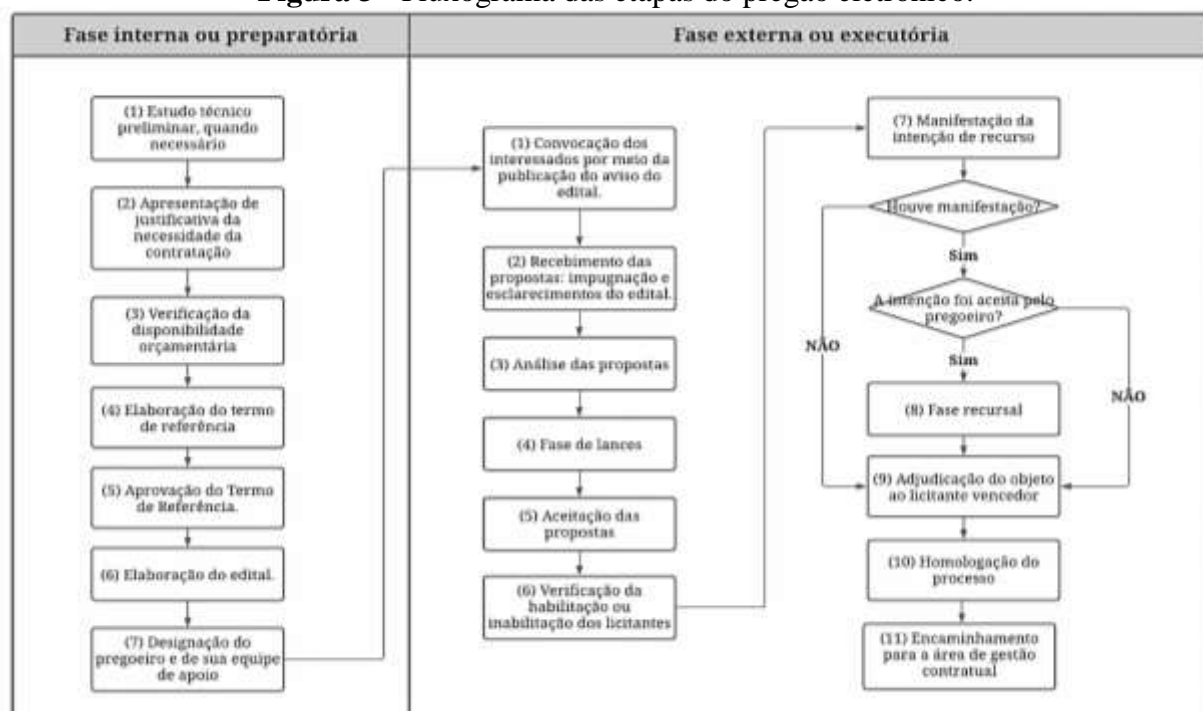 Figura 3 - Fluxograma das etapas do pregão eletrônico.
Fase interna ou preparatória
Fase externa ou executória
(1) Estudo técnico
preliminar, quando
necessário
(2) Apresentação de
justificativa da
necessidade da
contratação
(3) Verificação da
disponibilidade
orçamentária
(4) Elaboração do termo
de referência
(5) Aprovação do Termo
de Referência.
(6) Elaboração do edital.
(7) Designação do
pregoeiro e de sua equipe
de apoio
(1) Convocação dos
interessados por meio da
publicação do aviso do
edital.
(2) Recebimento das
propostas: impugnação e
esclarecimentos do edital.
(3) Análise das propostas
(4) Fase de lances
(5) Aceitação das
propostas
(6) Verificação da
habilitação ou
inabilitação dos licitantes
(7) Manifestação da
intenção de recurso
Houve manifestação?
Sim
A intenção foi aceita pelo
pregoeiro?
NÃO
Sim
NÃO
(8) Fase recursal
(9) Adjudicação do objeto
ao licitante vencedor
(10) Homologação do
processo
(11) Encaminhamento
para a área de gestão
contratual